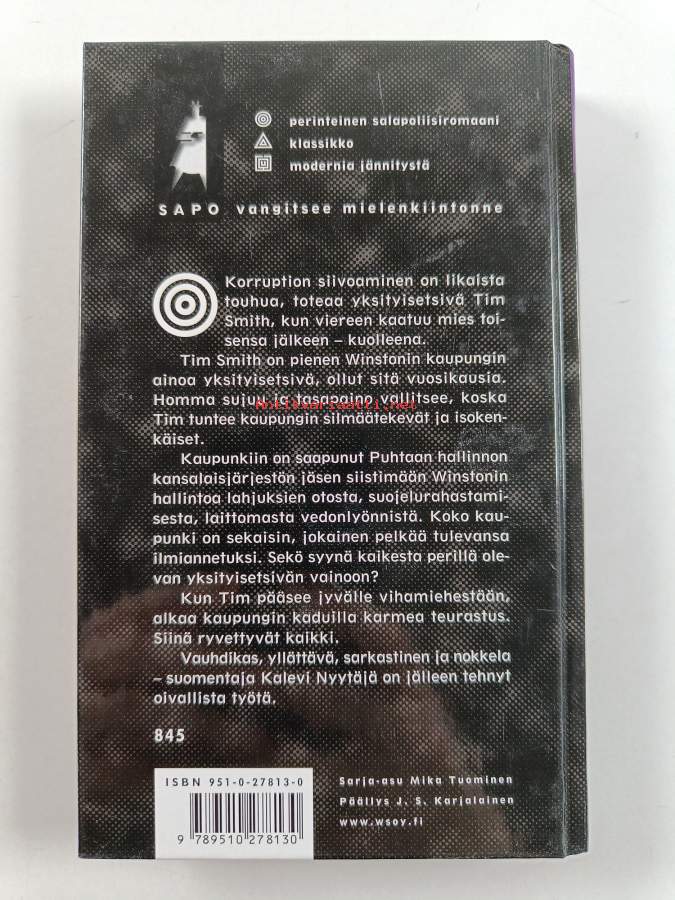 perinteinen salapoliisiromaani
klassikko
modernia jännitystä
SAPO vangitsee mielenkiintonne
Korruption siivoaminen on likaista
touhua, toteaa yksityisetsivä Tim
Smith, kun viereen kaatuu mies toi-
sensa jälkeen – kuolleena.
Tim Smith on pienen Winstonin kaupungin
ainoa yksityisetsivä, ollut sitä vuosikausia.
Homma sujuu ja tasapaino vallitsee, koska
Antikvariaatti.net
Tim tuntee kaupungin silmäätekevät ja isoken-
käiset.
Kaupunkiin on saapunut Puhtaan hallinnon
kansalaisjärjestön jäsen siistimään Winstonin
hallintoa lahjuksien otosta, suojelurahastami-
sesta, laittomasta vedonlyönnistä. Koko kau-
punki on sekaisin, jokainen pelkää tulevansa
ilmiannetuksi. Sekö syynä kaikesta perillä ole-
van yksityisetsivän vainoon?
Kun Tim pääsee jyvälle vihamiehestään,
alkaa kaupungin kaduilla karmea teurastus.
Siinä ryvettyvät kaikki.
Vauhdikas, yllättävä, sarkastinen ja nokkela
– suomentaja Kalevi Nyytäjä on jälleen tehnyt
oivallista työtä.
845
ISBN 951-0-27813-0
9 789510 278130
Sarja-asu Mika Tuominen
Päällys J. S. Karjalainen
www.wsoy.fi